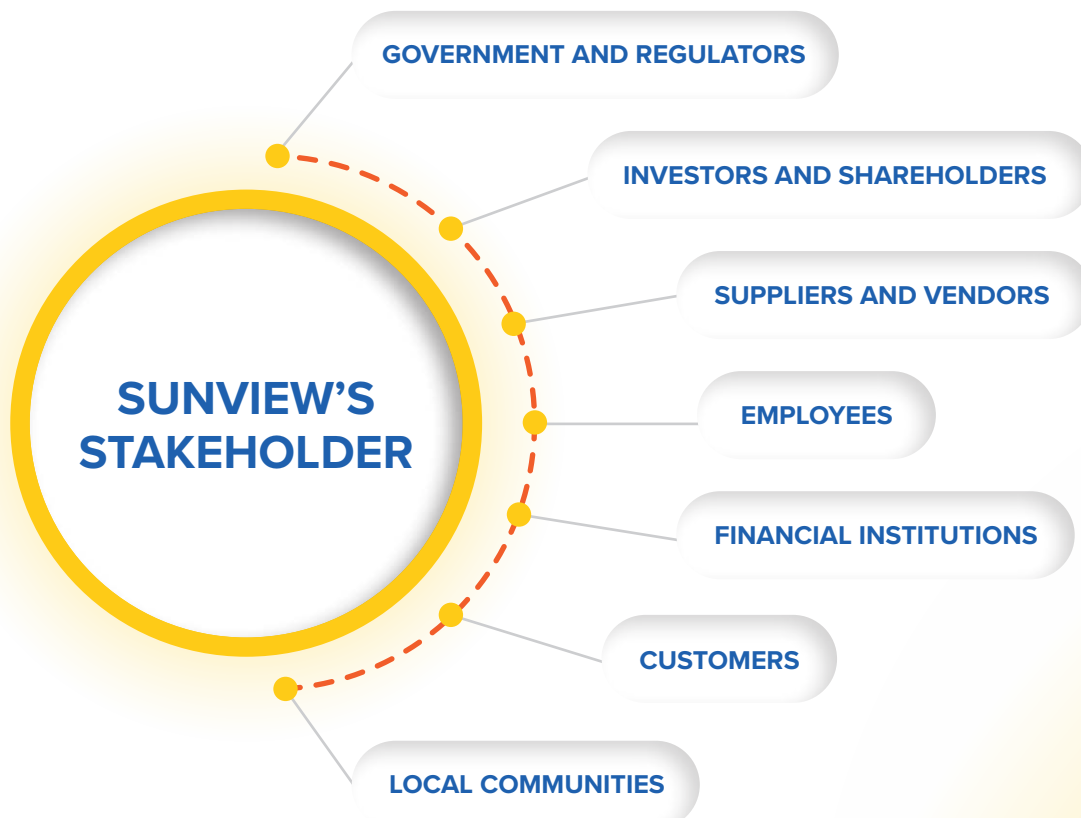 GOVERNMENT AND REGULATORS
INVESTORS AND SHAREHOLDERS
SUPPLIERS AND VENDORS
SUNVIEW’S
STAKEHOLDER
EMPLOYEES
FINANCIAL INSTITUTIONS
CUSTOMERS
LOCAL COMMUNITIES